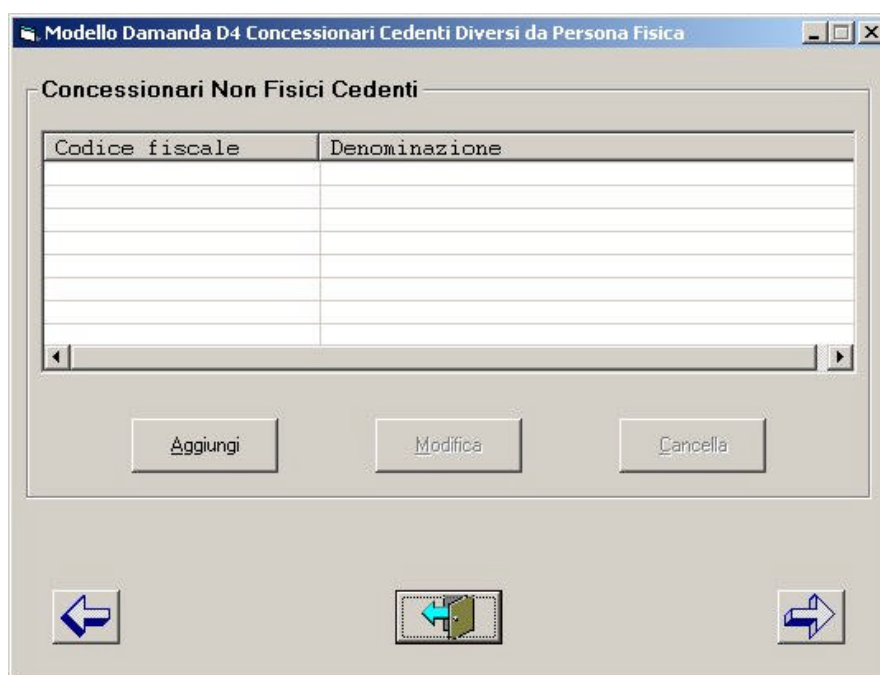 Modello Damanda D4 Concessionari Cedenti Diversi da Persona Fisica
Concessionari Non Fisici Cedenti
Codice fiscale Denominazione
Aggiungi Modifica Cancella